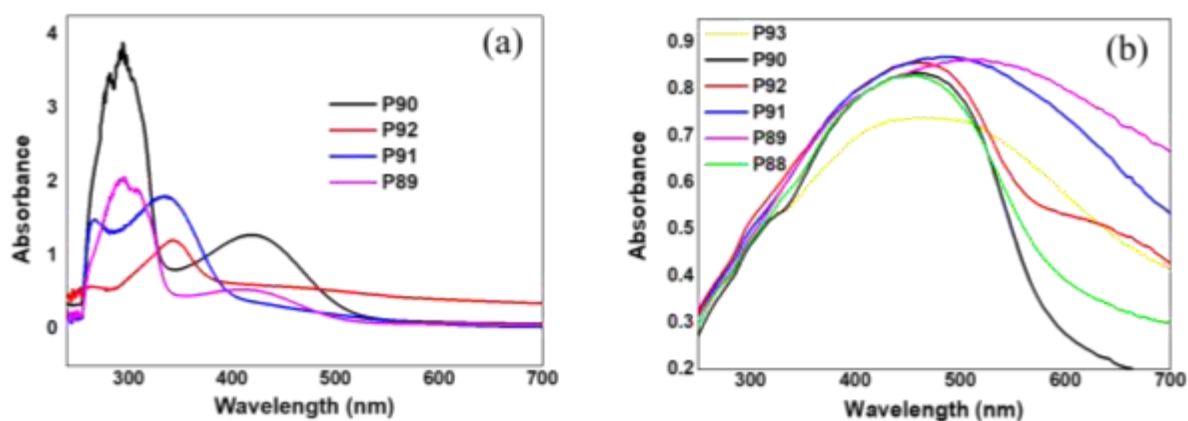 (a)
4
3
2
1
0
Absorbance
P90
P92
P91
P89
300 400 500 600 700
Wavelength (nm)
(b)
0.9
0.8
0.7
0.6
0.5
0.4
0.3
0.2
Absorbance
P93
P90
P92
P91
P89
P88
300 400 500 600 700
Wavelength (nm)